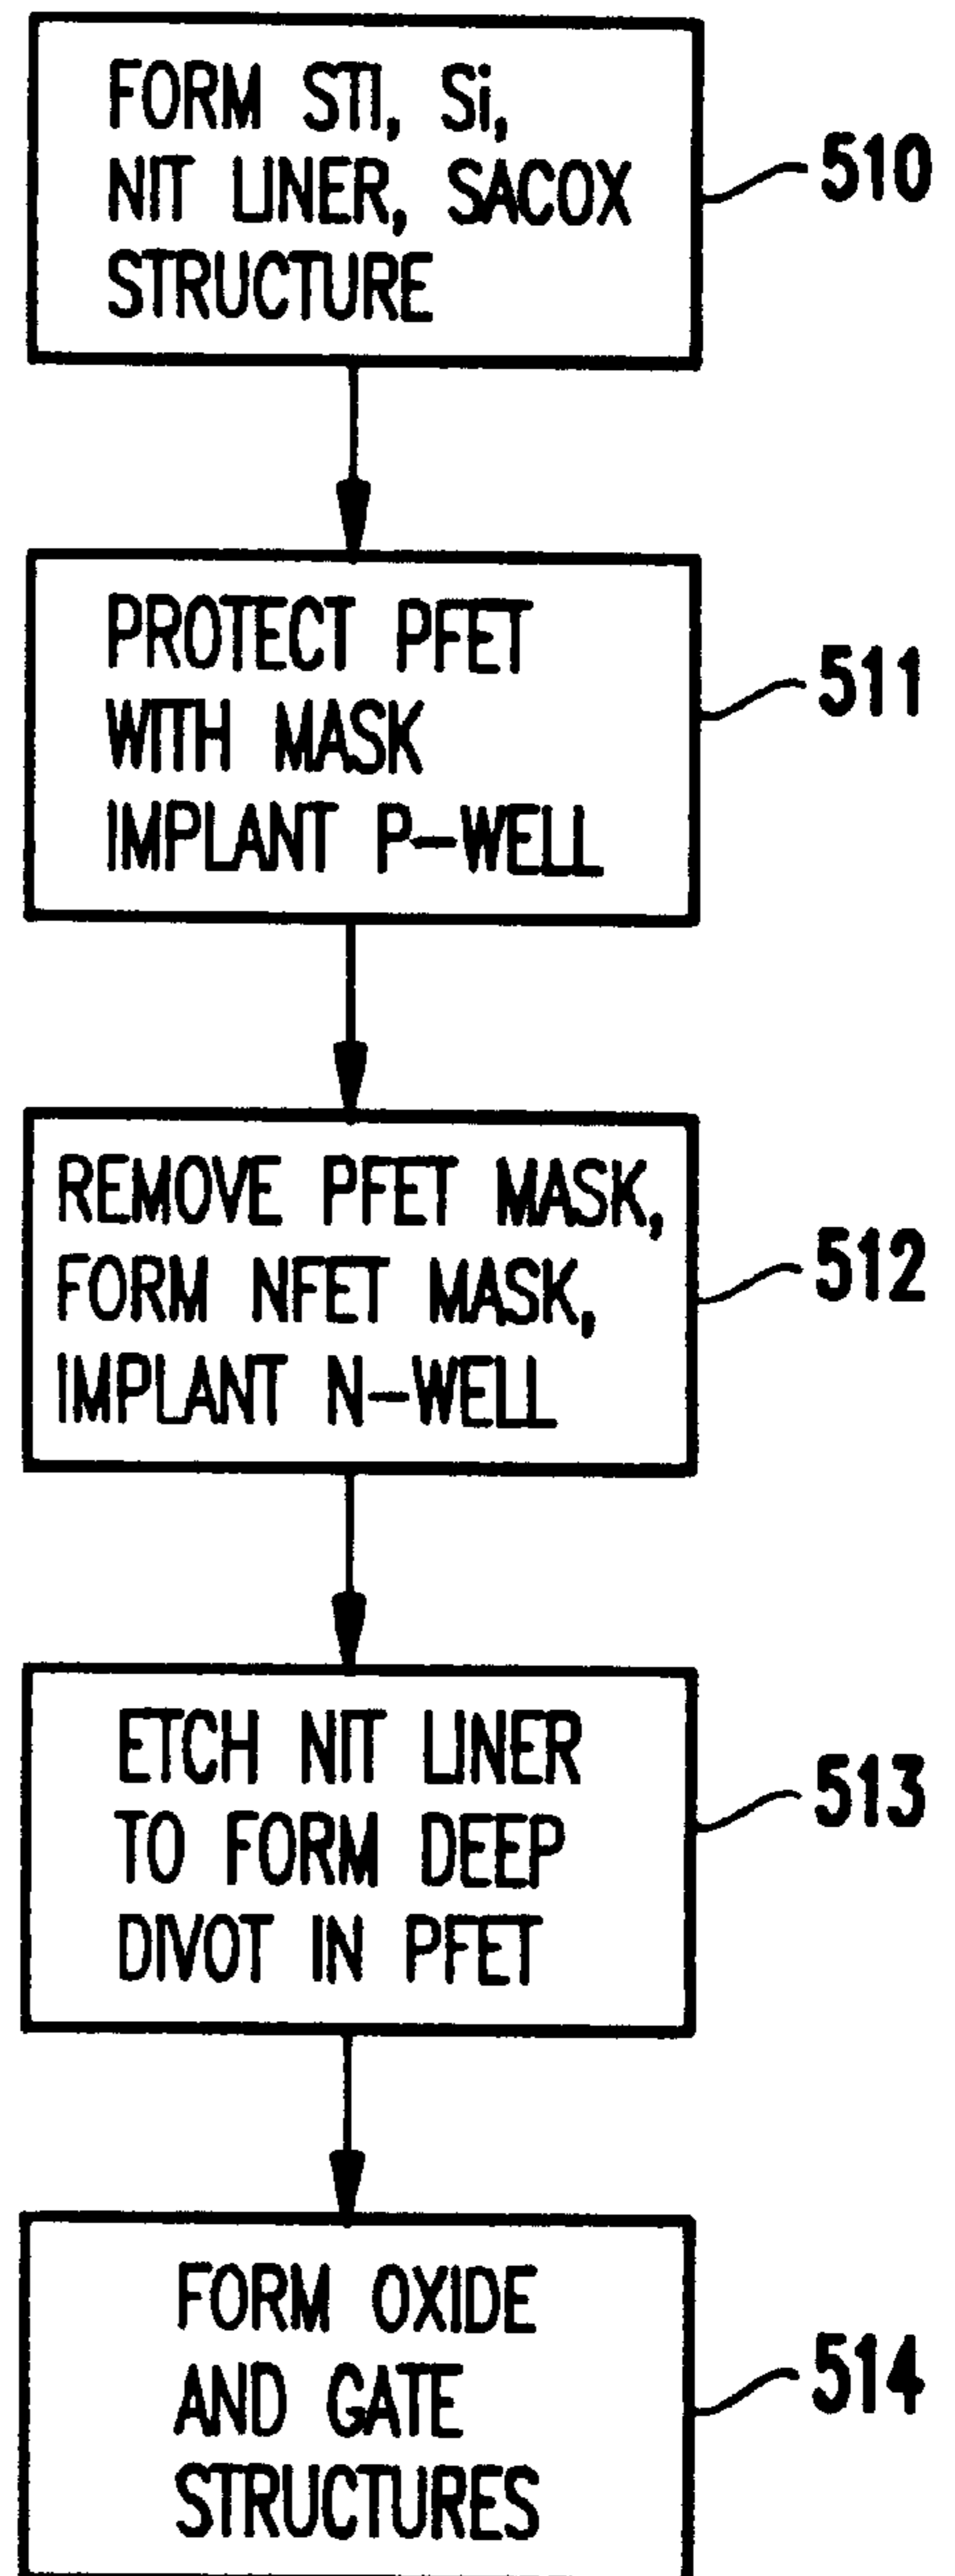 FORM STI, Si,
NIT LINER, SACOX
STRUCTURE
510
PROTECT PFET
WITH MASK
IMPLANT P-WELL
511
REMOVE PFET MASK,
FORM NFET MASK,
IMPLANT N-WELL
512
ETCH NIT LINER
TO FORM DEEP
DIVOT IN PFET
513
FORM OXIDE
AND GATE
STRUCTURES
514